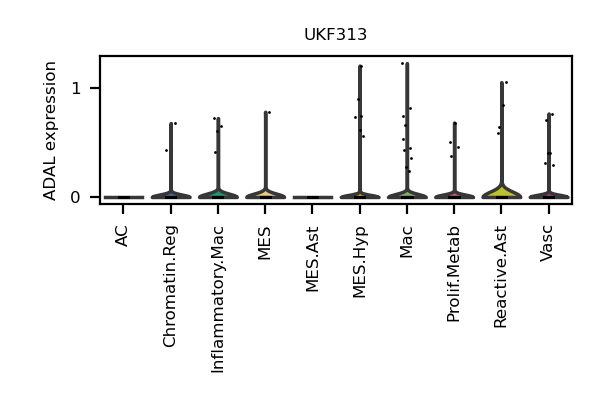 UKF313
ADAL expression
1
0
AC
Chromatin.Reg
Inflammatory.Mac
MES
MES.Ast
MES.Hyp
Mac
Prolif.Metab
Reactive.Ast
Vasc